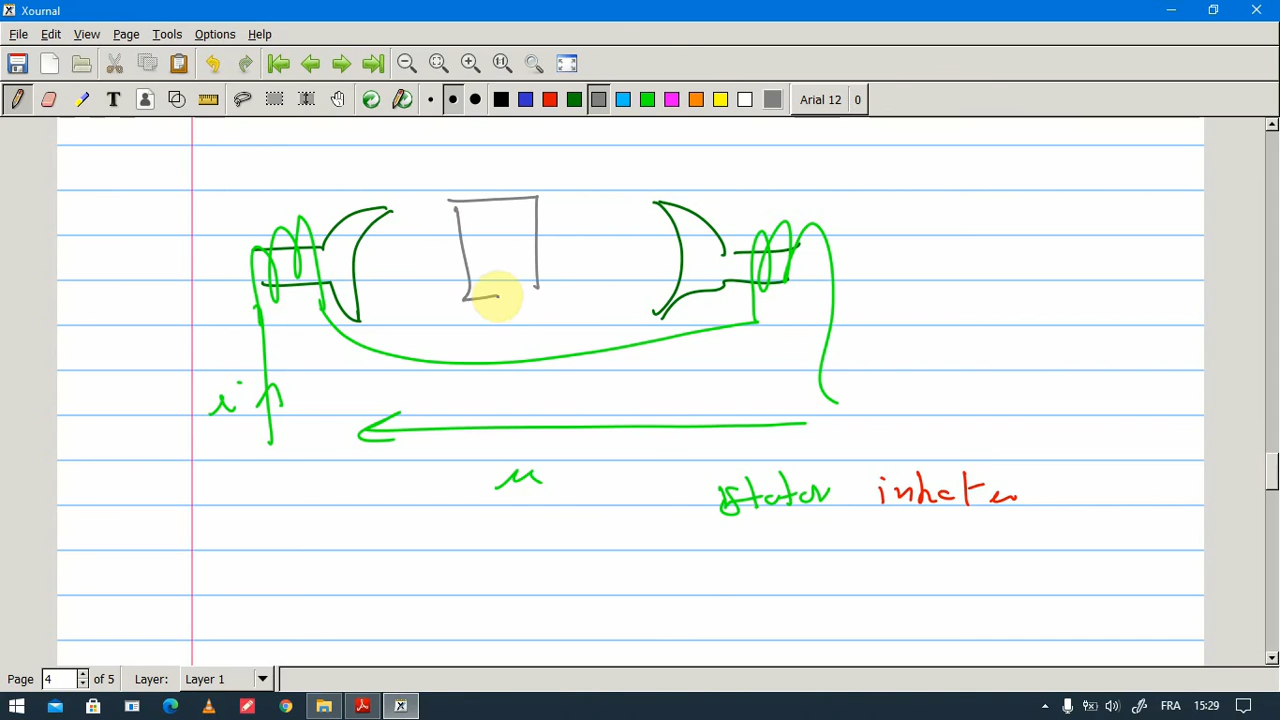 Xournal
File Edit View Page Tools Options Help
Arial 12 0
i
u
stator
Page 4 of 5 Layer: Layer 1
FRA 15:29